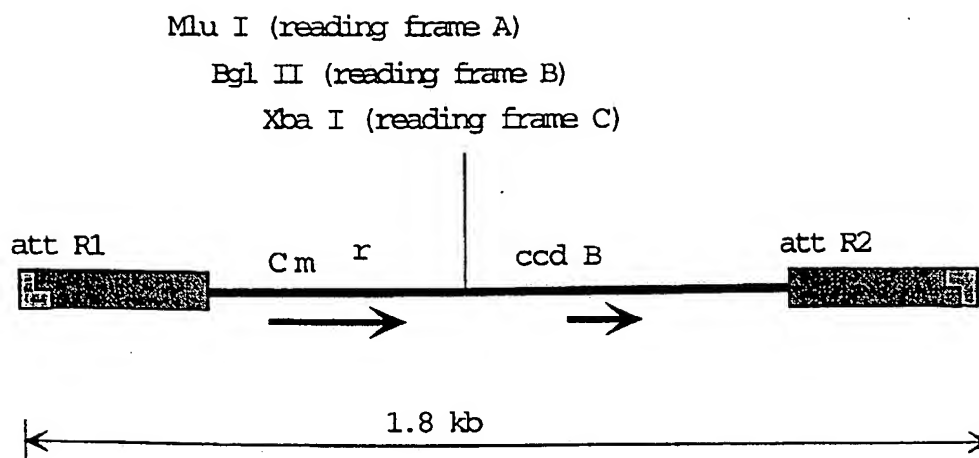 Mlu I (reading frame A)
Bgl II (reading frame B)
Xba I (reading frame C)
att R1 Cm r ccd B att R2
1.8 kb